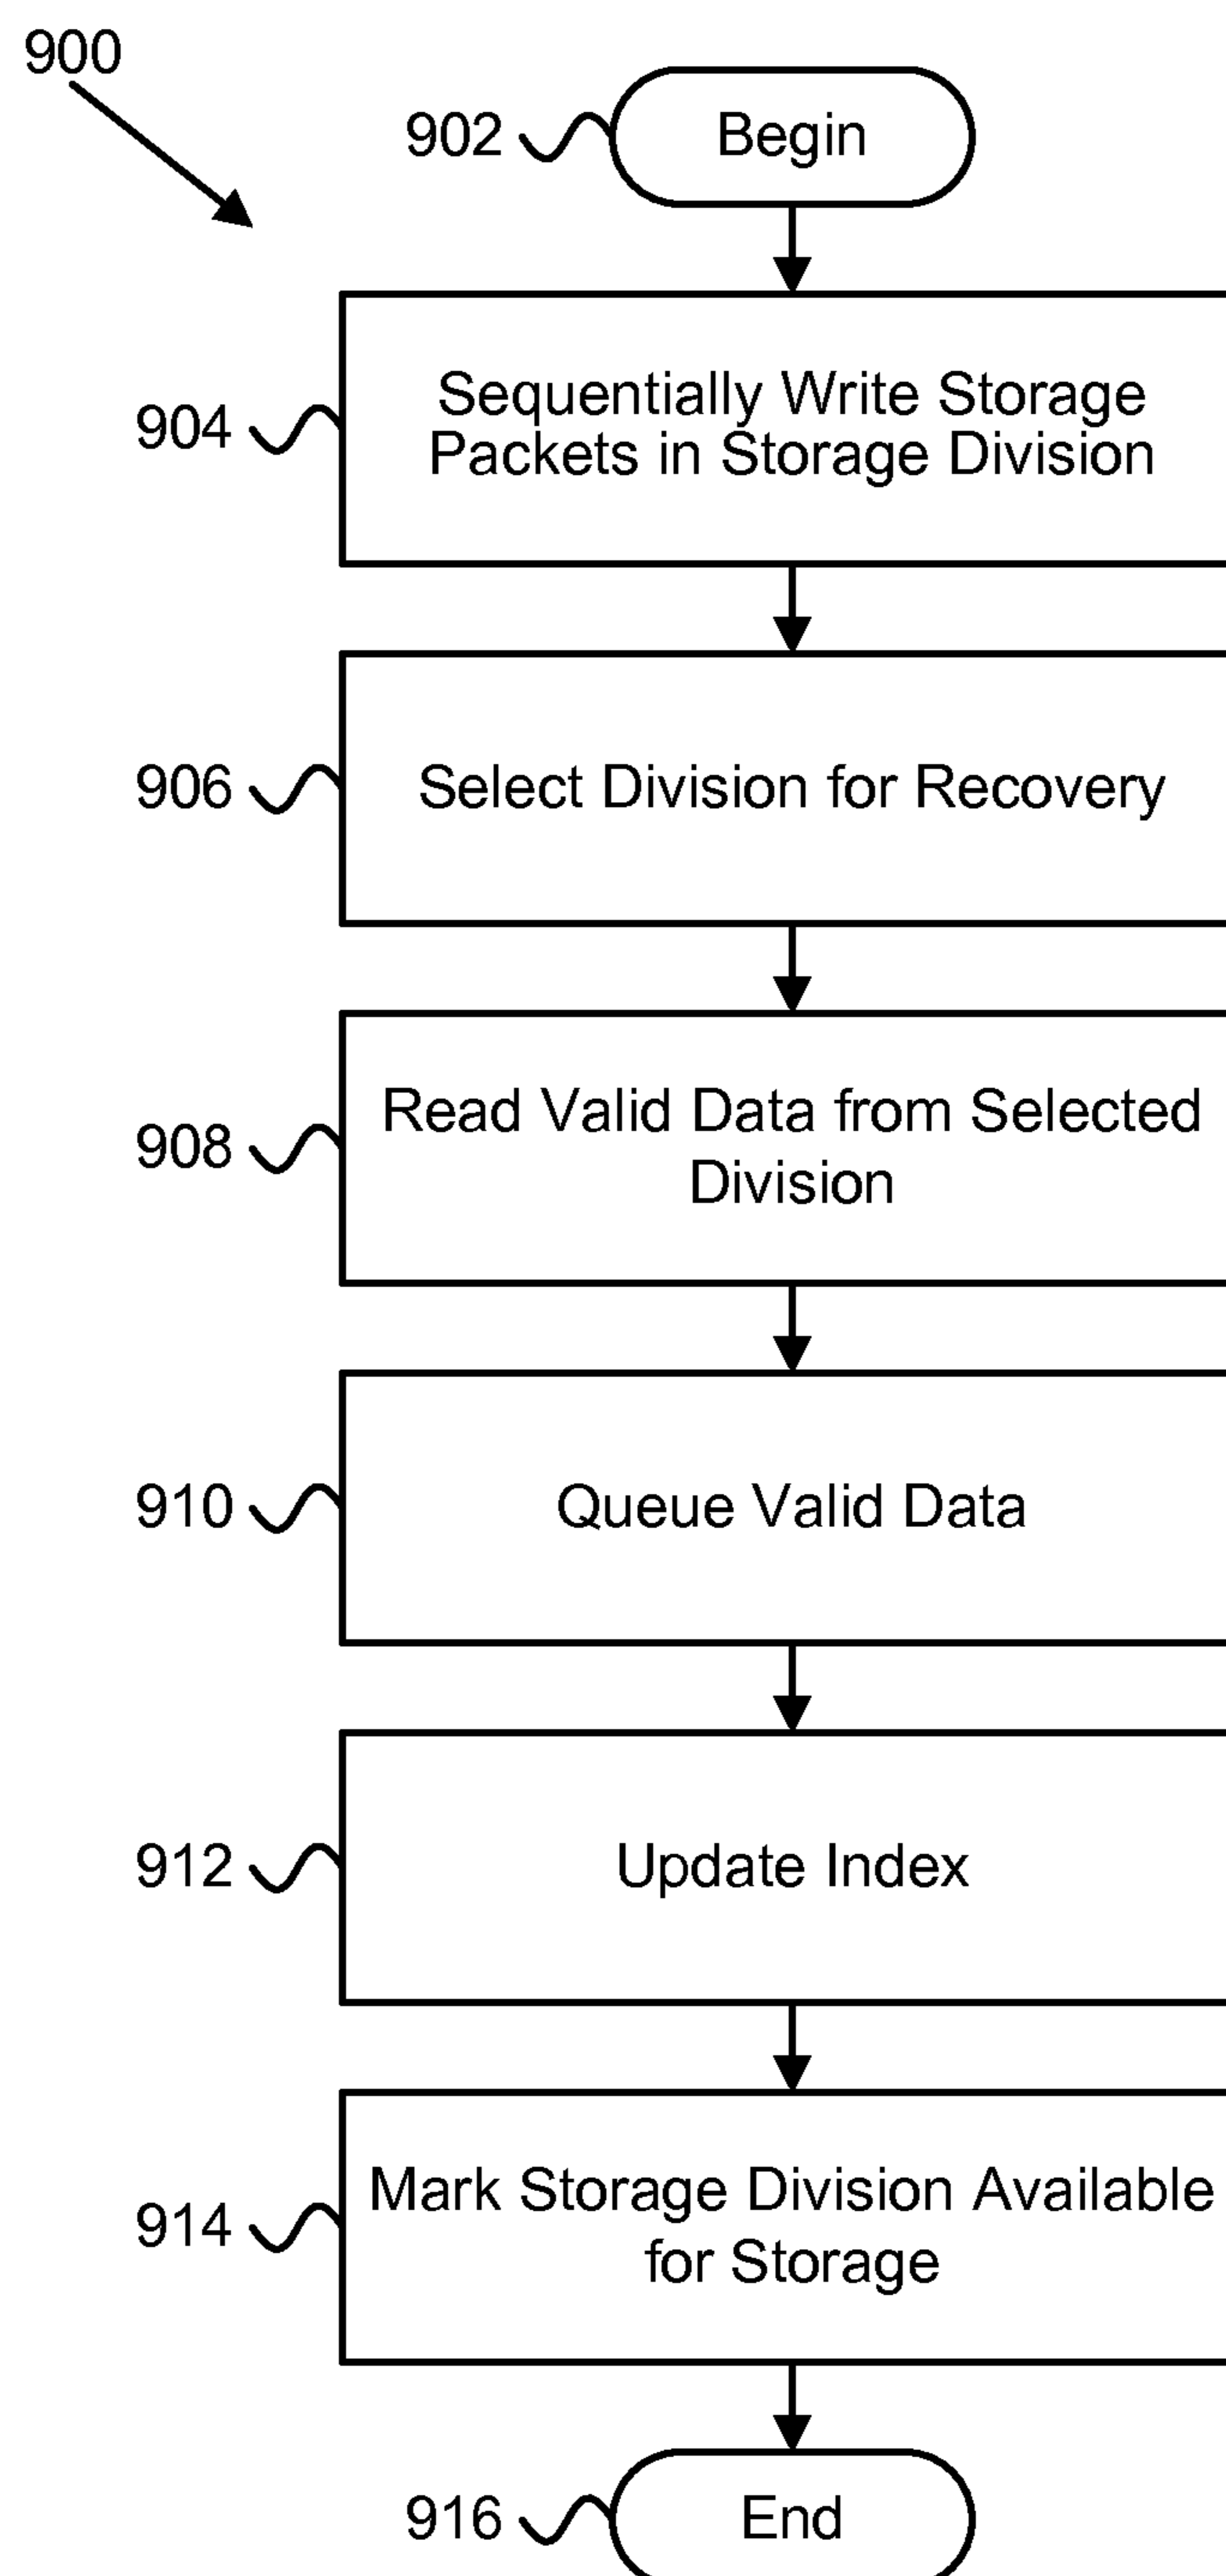 900
902
Begin
904
Sequentially Write Storage
Packets in Storage Division
906
Select Division for Recovery
908
Read Valid Data from Selected
Division
910
Queue Valid Data
912
Update Index
914
Mark Storage Division Available
for Storage
916
End